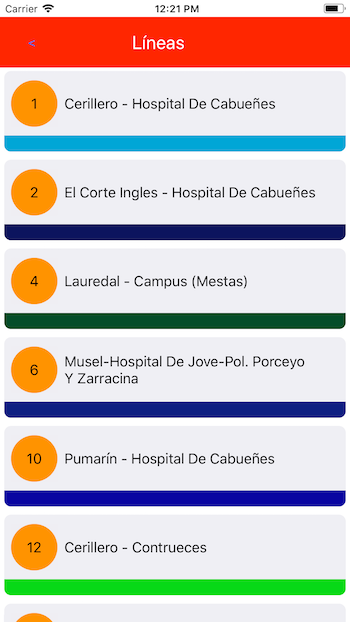 Carrier 12:21 PM
< Líneas
1 Cerillero - Hospital De Cabueñes
2 El Corte Ingles - Hospital De Cabueñes
4 Lauredal - Campus (Mestas)
6 Musel-Hospital De Jove-Pol. Porceyo
Y Zarracina
10 Pumarín - Hospital De Cabueñes
12 Cerillero - Contrueces